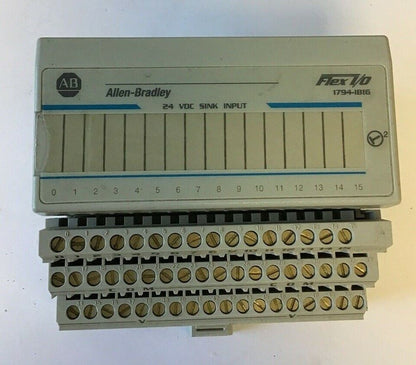 AB
Allen-Bradley
Flex I/O
1794-IB16
24 VDC SINK INPUT
2
0 1 2 3 4 5 6 7 8 9 10 11 12 13 14 15
C O M
C O M